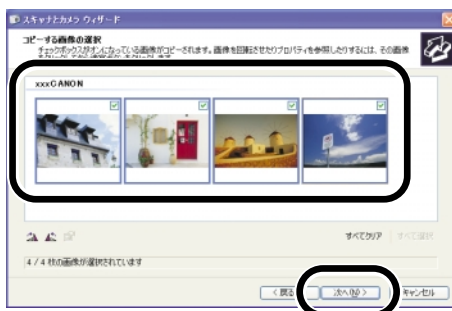 スキャナとカメラ ウィザード
コピーする画像の選択
チェックボックスがオンになっている画像がコピーされます。画像を回転させたりプロパティを参照したりするには、その画像
xxxCANON
すべてクリア すべて選択
4 / 4 枚の画像が選択されています
< 戻る 次へ(N) > キャンセル